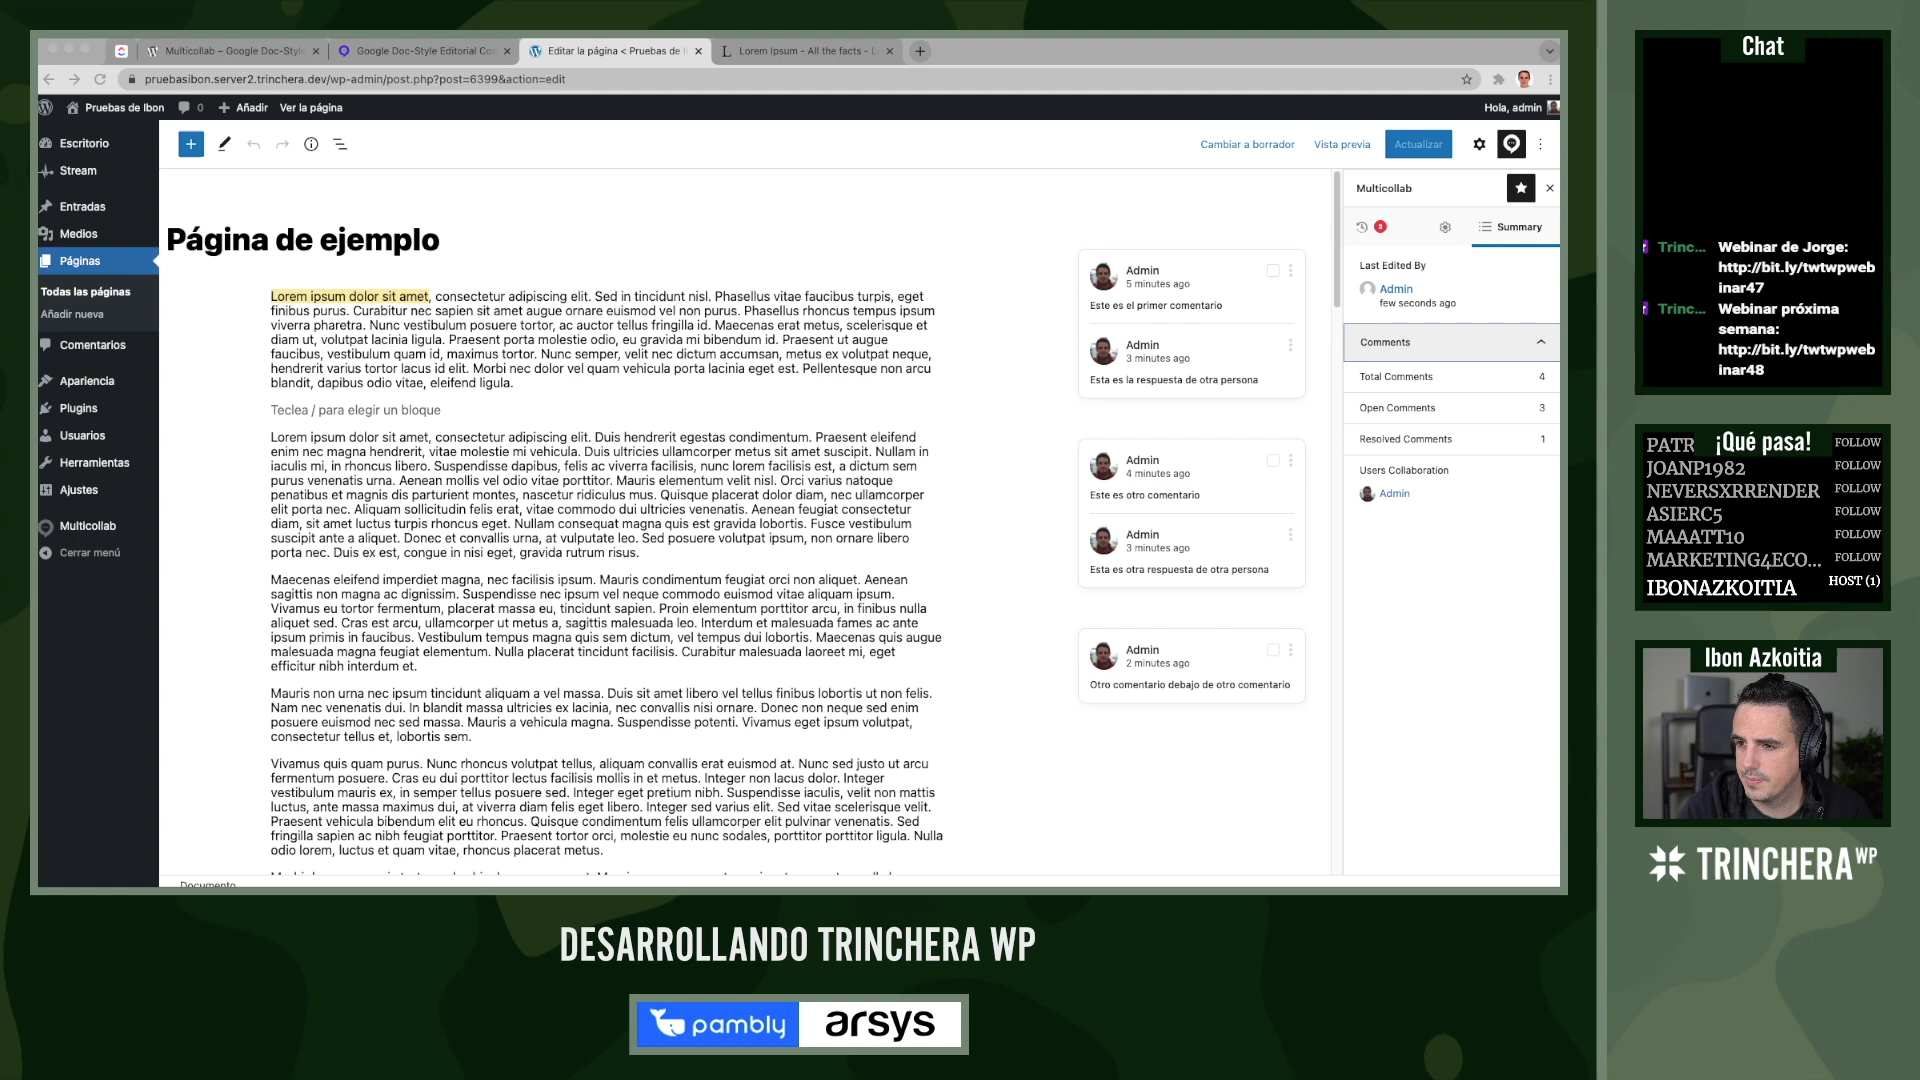 Multicollab – Google Doc-Style
Google Doc-Style Editorial Co
Editar la página < Pruebas de I
Lorem Ipsum - All the facts - L
pruebasibon.server2.trinchera.dev/wp-admin/post.php?post=6399&action=edit
Pruebas de Ibon
0
Añadir
Ver la página
Hola, admin
Escritorio
Stream
Entradas
Medios
Páginas
Todas las páginas
Añadir nueva
Comentarios
Apariencia
Plugins
Usuarios
Herramientas
Ajustes
Multicollab
Cerrar menú
Cambiar a borrador
Vista previa
Actualizar
Página de ejemplo
Lorem ipsum dolor sit amet, consectetur adipiscing elit. Sed in tincidunt nisl. Phasellus vitae faucibus turpis, eget
finibus purus. Curabitur nec sapien sit amet augue ornare euismod vel non purus. Phasellus rhoncus tempus ipsum
viverra pharetra. Nunc vestibulum posuere tortor, ac auctor tellus fringilla id. Maecenas erat metus, scelerisque et
diam ut, volutpat lacinia ligula. Praesent porta molestie odio, eu gravida mi bibendum id. Praesent ut augue
faucibus, vestibulum quam id, maximus tortor. Nunc semper, velit nec dictum accumsan, metus ex volutpat neque,
hendrerit varius tortor lacus id elit. Morbi nec dolor vel quam vehicula porta lacinia eget est. Pellentesque non arcu
blandit, dapibus odio vitae, eleifend ligula.
Teclea / para elegir un bloque
Lorem ipsum dolor sit amet, consectetur adipiscing elit. Duis hendrerit egestas condimentum. Praesent eleifend
enim nec magna hendrerit, vitae molestie mi vehicula. Duis ultricies ullamcorper metus sit amet suscipit. Nullam in
iaculis mi, in rhoncus libero. Suspendisse dapibus, felis ac viverra facilisis, nunc lorem facilisis est, a dictum sem
purus venenatis urna. Aenean mollis vel odio vitae porttitor. Mauris elementum velit nisl. Orci varius natoque
penatibus et magnis dis parturient montes, nascetur ridiculus mus. Quisque placerat dolor diam, nec ullamcorper
elit porta nec. Aliquam sollicitudin felis erat, vitae commodo dui ultricies venenatis. Aenean feugiat consectetur
diam, sit amet luctus turpis rhoncus eget. Nullam consequat magna quis est gravida lobortis. Fusce vestibulum
suscipit ante a aliquet. Donec et convallis urna, at vulputate leo. Sed posuere volutpat ipsum, non ornare libero
porta nec. Duis ex est, congue in nisi eget, gravida rutrum risus.
Maecenas eleifend imperdiet magna, nec facilisis ipsum. Mauris condimentum feugiat orci non aliquet. Aenean
sagittis non magna ac dignissim. Suspendisse nec ipsum vel neque commodo euismod vitae aliquam ipsum.
Vivamus eu tortor fermentum, placerat massa eu, tincidunt sapien. Proin elementum porttitor arcu, in finibus nulla
aliquet sed. Cras est arcu, ullamcorper ut metus a, sagittis malesuada leo. Interdum et malesuada fames ac ante
ipsum primis in faucibus. Vestibulum tempus magna quis sem dictum, vel tempus dui lobortis. Maecenas quis augue
malesuada magna feugiat elementum. Nulla placerat tincidunt facilisis. Curabitur malesuada laoreet mi, eget
efficitur nibh interdum et.
Mauris non urna nec ipsum tincidunt aliquam a vel massa. Duis sit amet libero vel tellus finibus lobortis ut non felis.
Nam nec venenatis dui. In blandit massa ultricies ex lacinia, nec convallis nisi ornare. Donec non neque sed enim
posuere euismod nec sed massa. Mauris a vehicula magna. Suspendisse potenti. Vivamus eget ipsum volutpat,
consectetur tellus et, lobortis sem.
Vivamus quis quam purus. Nunc rhoncus volutpat tellus, aliquam convallis erat euismod at. Nunc sed justo ut arcu
fermentum posuere. Cras eu dui porttitor lectus facilisis mollis in et metus. Integer non lacus dolor. Integer
vestibulum mauris ex, in semper tellus posuere sed. Integer eget pretium nibh. Suspendisse iaculis, velit non mattis
luctus, ante massa maximus dui, at viverra diam felis eget libero. Integer sed varius elit. Sed vitae scelerisque velit.
Praesent vehicula bibendum elit eu rhoncus. Quisque condimentum felis ullamcorper elit pulvinar venenatis. Sed
fringilla sapien ac nibh feugiat porttitor. Praesent tortor orci, molestie eu nunc sodales, porttitor porttitor ligula. Nulla
odio lorem, luctus et quam vitae, rhoncus placerat metus.
Documento
Admin
5 minutes ago
Este es el primer comentario
Admin
3 minutes ago
Esta es la respuesta de otra persona
Admin
4 minutes ago
Este es otro comentario
Admin
3 minutes ago
Esta es otra respuesta de otra persona
Admin
2 minutes ago
Otro comentario debajo de otro comentario
Multicollab
3
Summary
Last Edited By
Admin
few seconds ago
Comments
Total Comments 4
Open Comments 3
Resolved Comments 1
Users Collaboration
Admin
Chat
Trinc... Webinar de Jorge:
http://bit.ly/twtwpweb
inar47
Trinc... Webinar próxima
semana:
http://bit.ly/twtwpweb
inar48
¡Qué pasa!
PATR FOLLOW
JOANP1982 FOLLOW
NEVERSXRRENDER FOLLOW
ASIERC5 FOLLOW
MAAATT10 FOLLOW
MARKETING4ECO... FOLLOW
IBONAZKOITIA HOST (1)
Ibon Azkoitia
TRINCHERA WP
DESARROLLANDO TRINCHERA WP
pambly
arsys